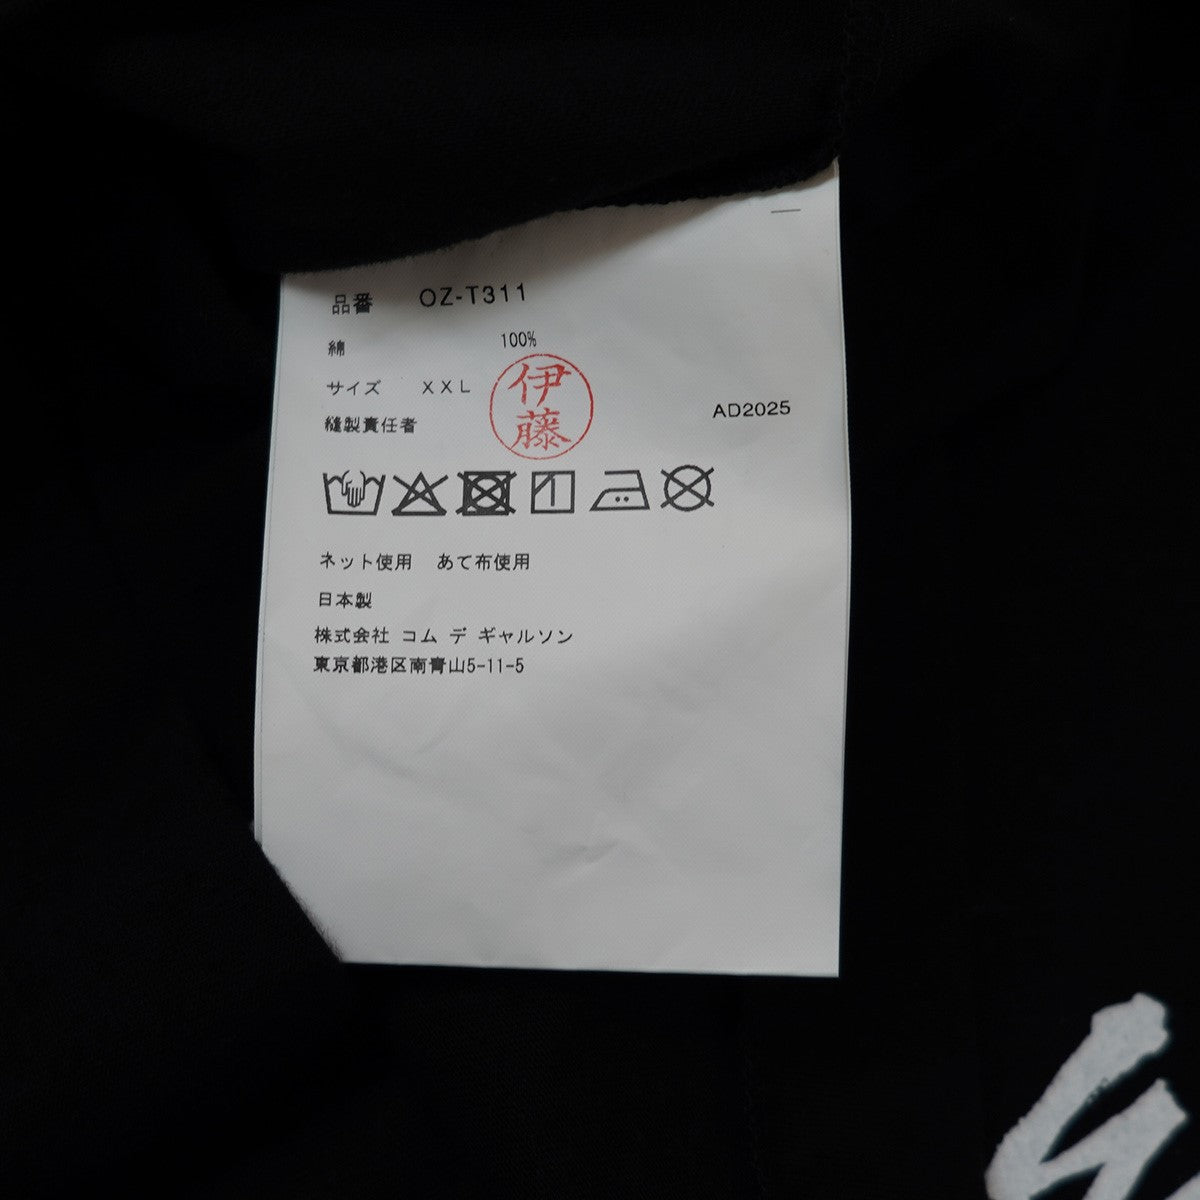 品番 OZ-T311
綿 100%
サイズ XXL
縫製責任者 伊藤
AD2025
ネット使用 あて布使用
日本製
株式会社 コム デ ギャルソン
東京都港区南青山5-11-5